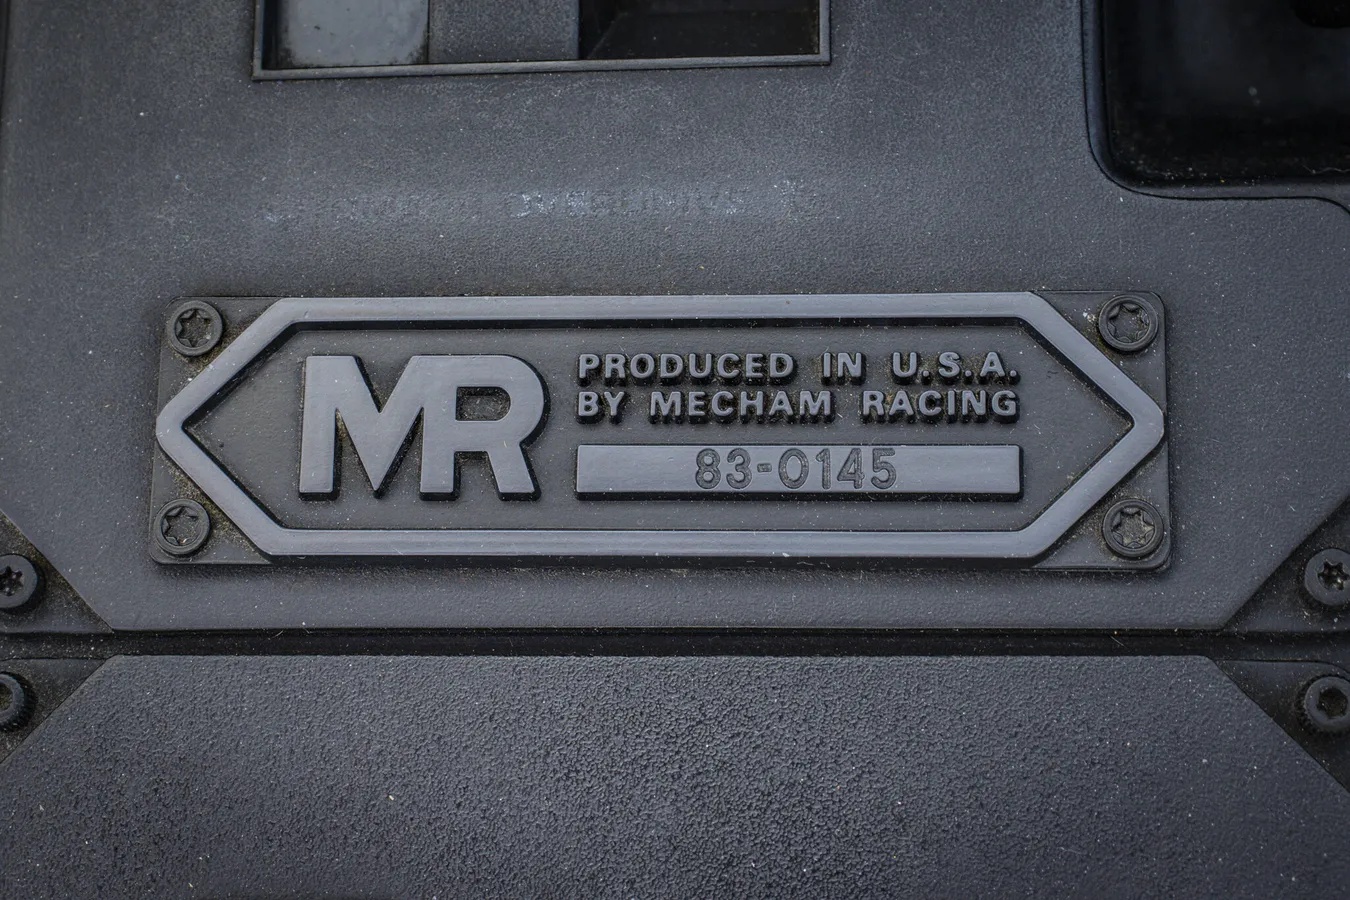 MR
PRODUCED IN U.S.A.
BY MECHAM RACING
83-0145